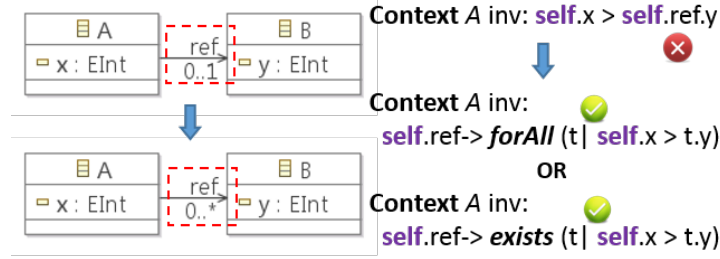 A
x : EInt
ref
0..1
B
y : EInt
A
x : EInt
ref
0..*
B
y : EInt
Context A inv: self.x > self.ref.y
Context A inv:
self.ref-> forAll (t| self.x > t.y)
OR
Context A inv:
self.ref-> exists (t| self.x > t.y)